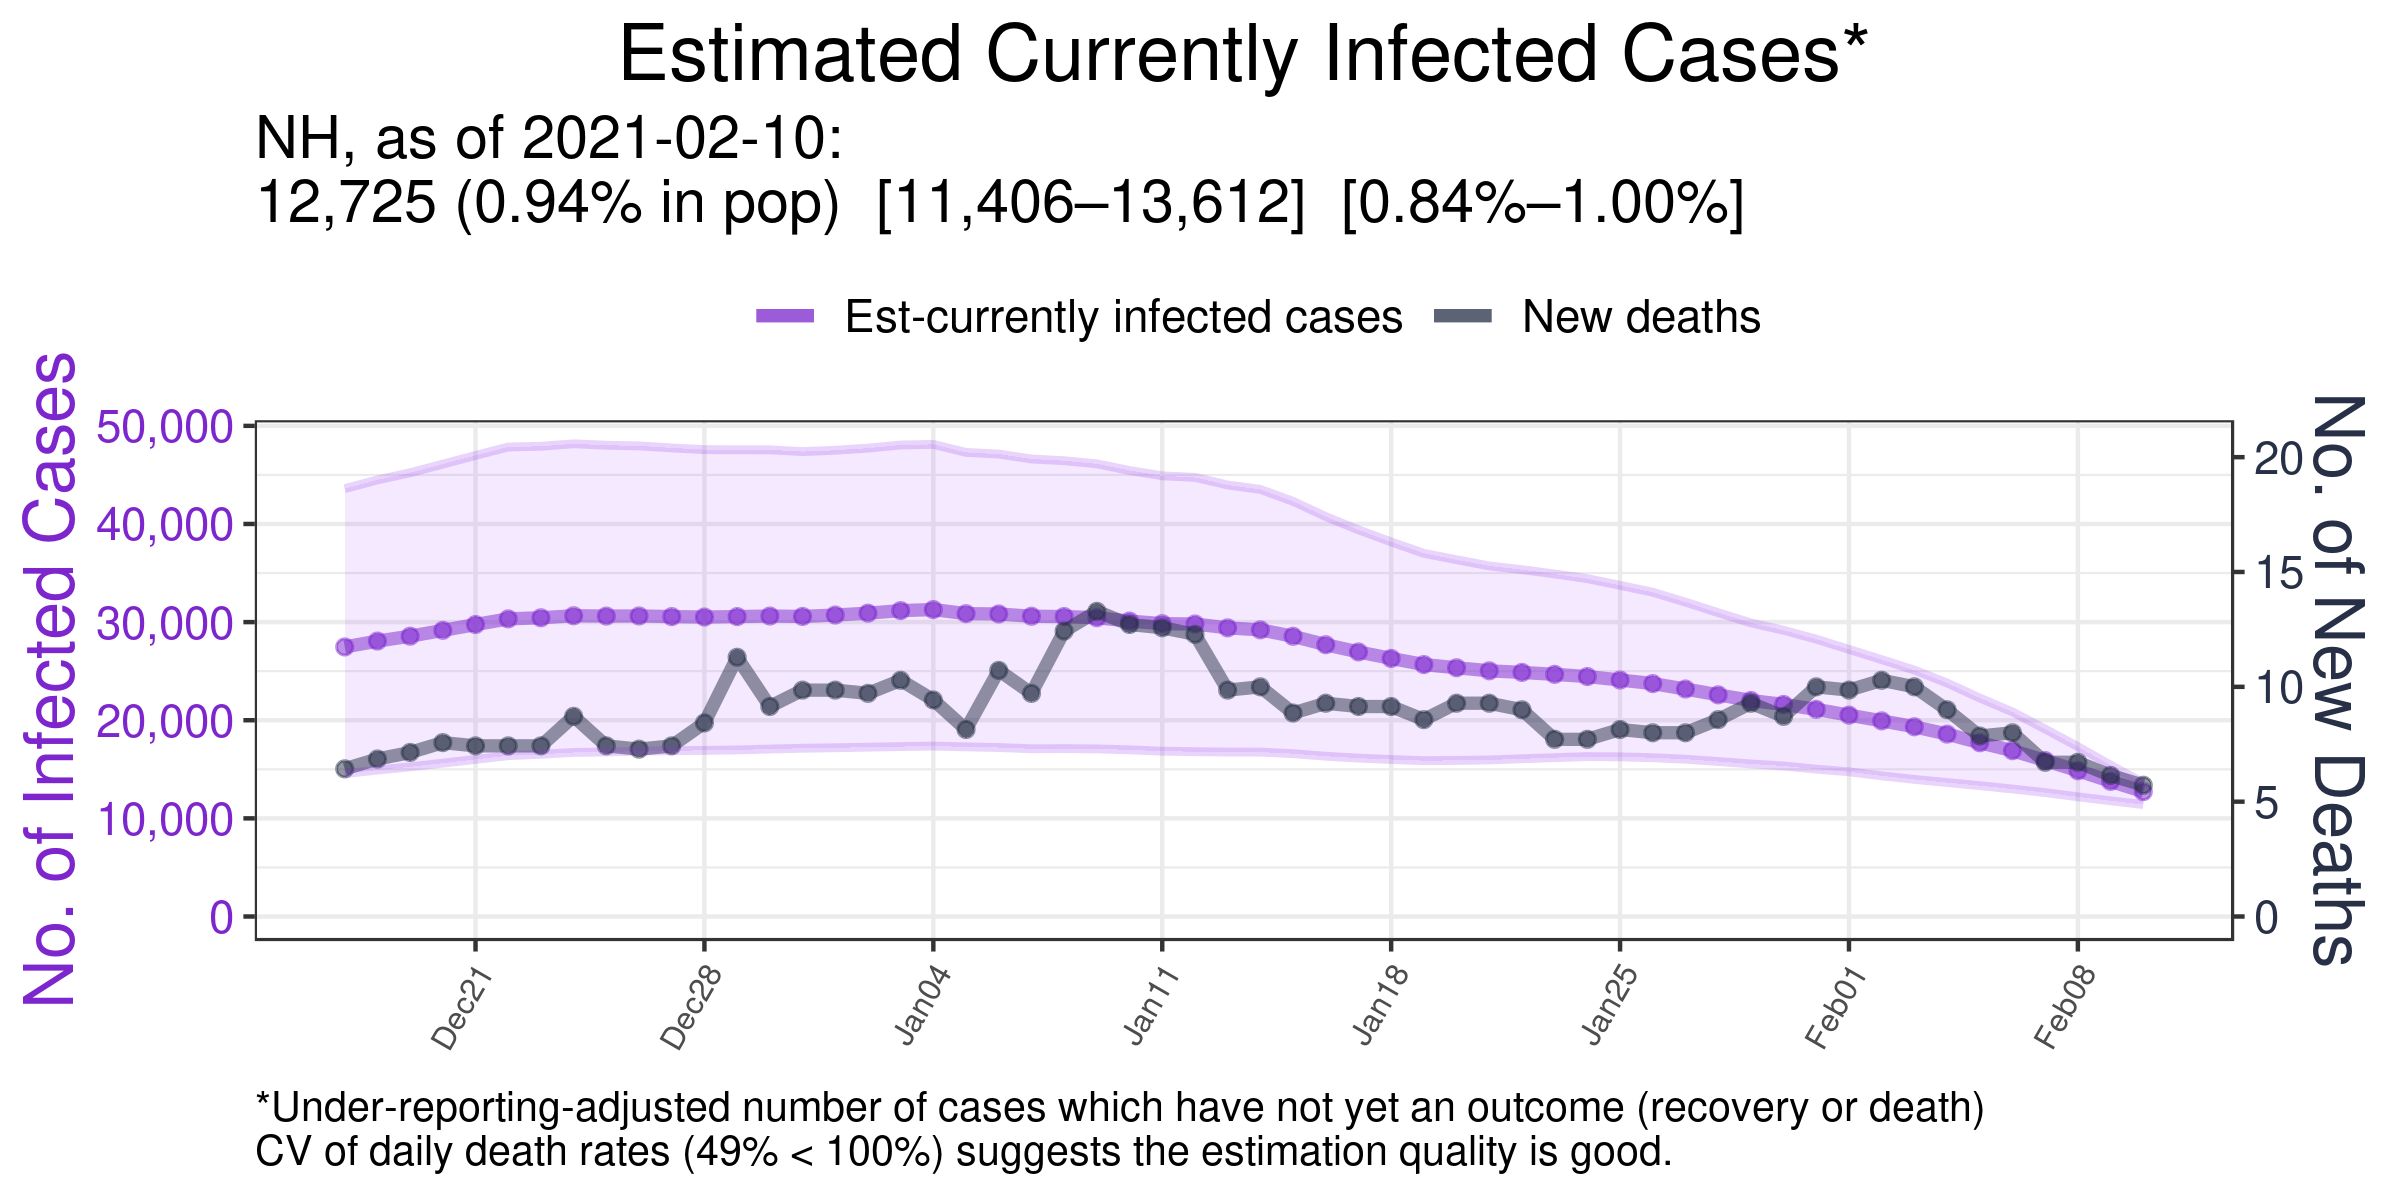 Estimated Currently Infected Cases*
NH, as of 2021-02-10:
12,725 (0.94% in pop)  [11,406–13,612]  [0.84%–1.00%]
Est-currently infected cases
New deaths
No. of Infected Cases
50,000
40,000
30,000
20,000
10,000
0
No. of New Deaths
20
15
10
5
0
Dec21
Dec28
Jan04
Jan11
Jan18
Jan25
Feb01
Feb08
*Under-reporting-adjusted number of cases which have not yet an outcome (recovery or death)
CV of daily death rates (49% < 100%) suggests the estimation quality is good.